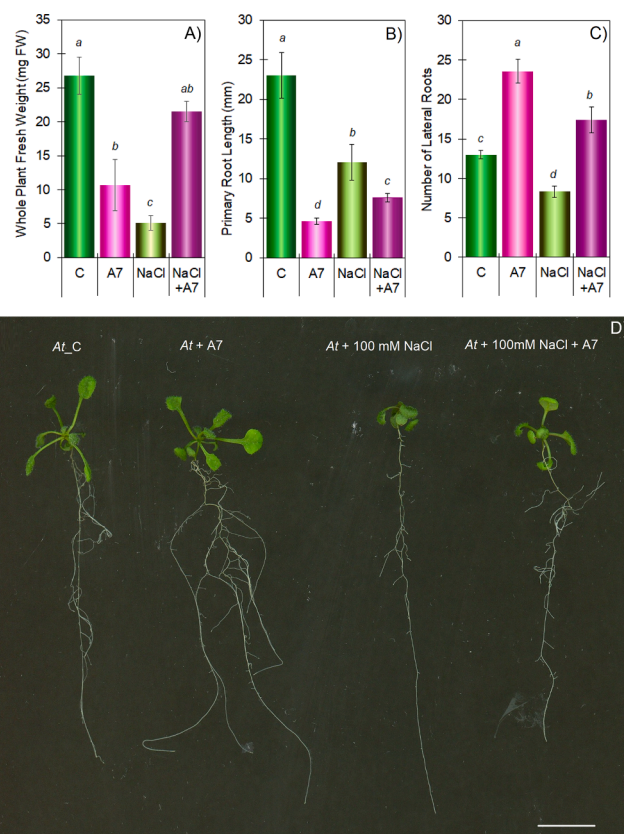 A)
Whole Plant Fresh Weight (mg FW)
35
30
25
20
15
10
5
0
a
b
c
ab
C
A7
NaCl
NaCl
+A7
B)
Primary Root Length (mm)
30
25
20
15
10
5
0
a
d
b
c
C
A7
NaCl
NaCl
+A7
C)
Number of Lateral Roots
30
25
20
15
10
5
0
c
a
d
b
C
A7
NaCl
NaCl
+A7
D
At_C
At + A7
At + 100 mM NaCl
At + 100mM NaCl + A7